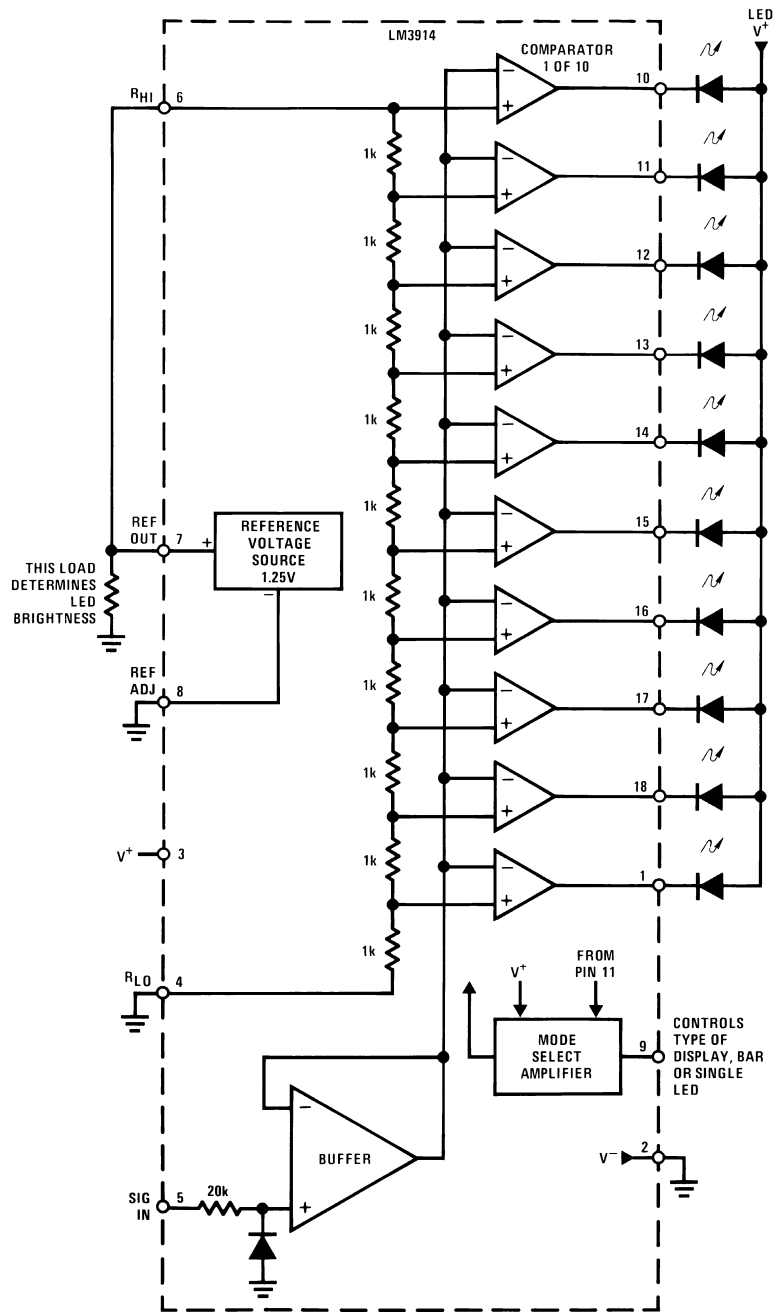 LED
V+
LM3914
COMPARATOR
1 OF 10
−
+
10
RHI
6
1k
−
+
11
1k
−
+
12
1k
−
+
13
1k
−
+
14
1k
−
+
15
REF
OUT
7
+
REFERENCE
VOLTAGE
SOURCE
1.25V
−
THIS LOAD
DETERMINES
LED
BRIGHTNESS
1k
−
+
16
1k
−
+
17
REF
ADJ
8
1k
−
+
18
V+
3
1k
−
+
1
1k
RLO
4
V+
FROM
PIN 11
MODE
SELECT
AMPLIFIER
9
CONTROLS
TYPE OF
DISPLAY, BAR
OR SINGLE
LED
−
BUFFER
+
V−
2
SIG
IN
5
20k